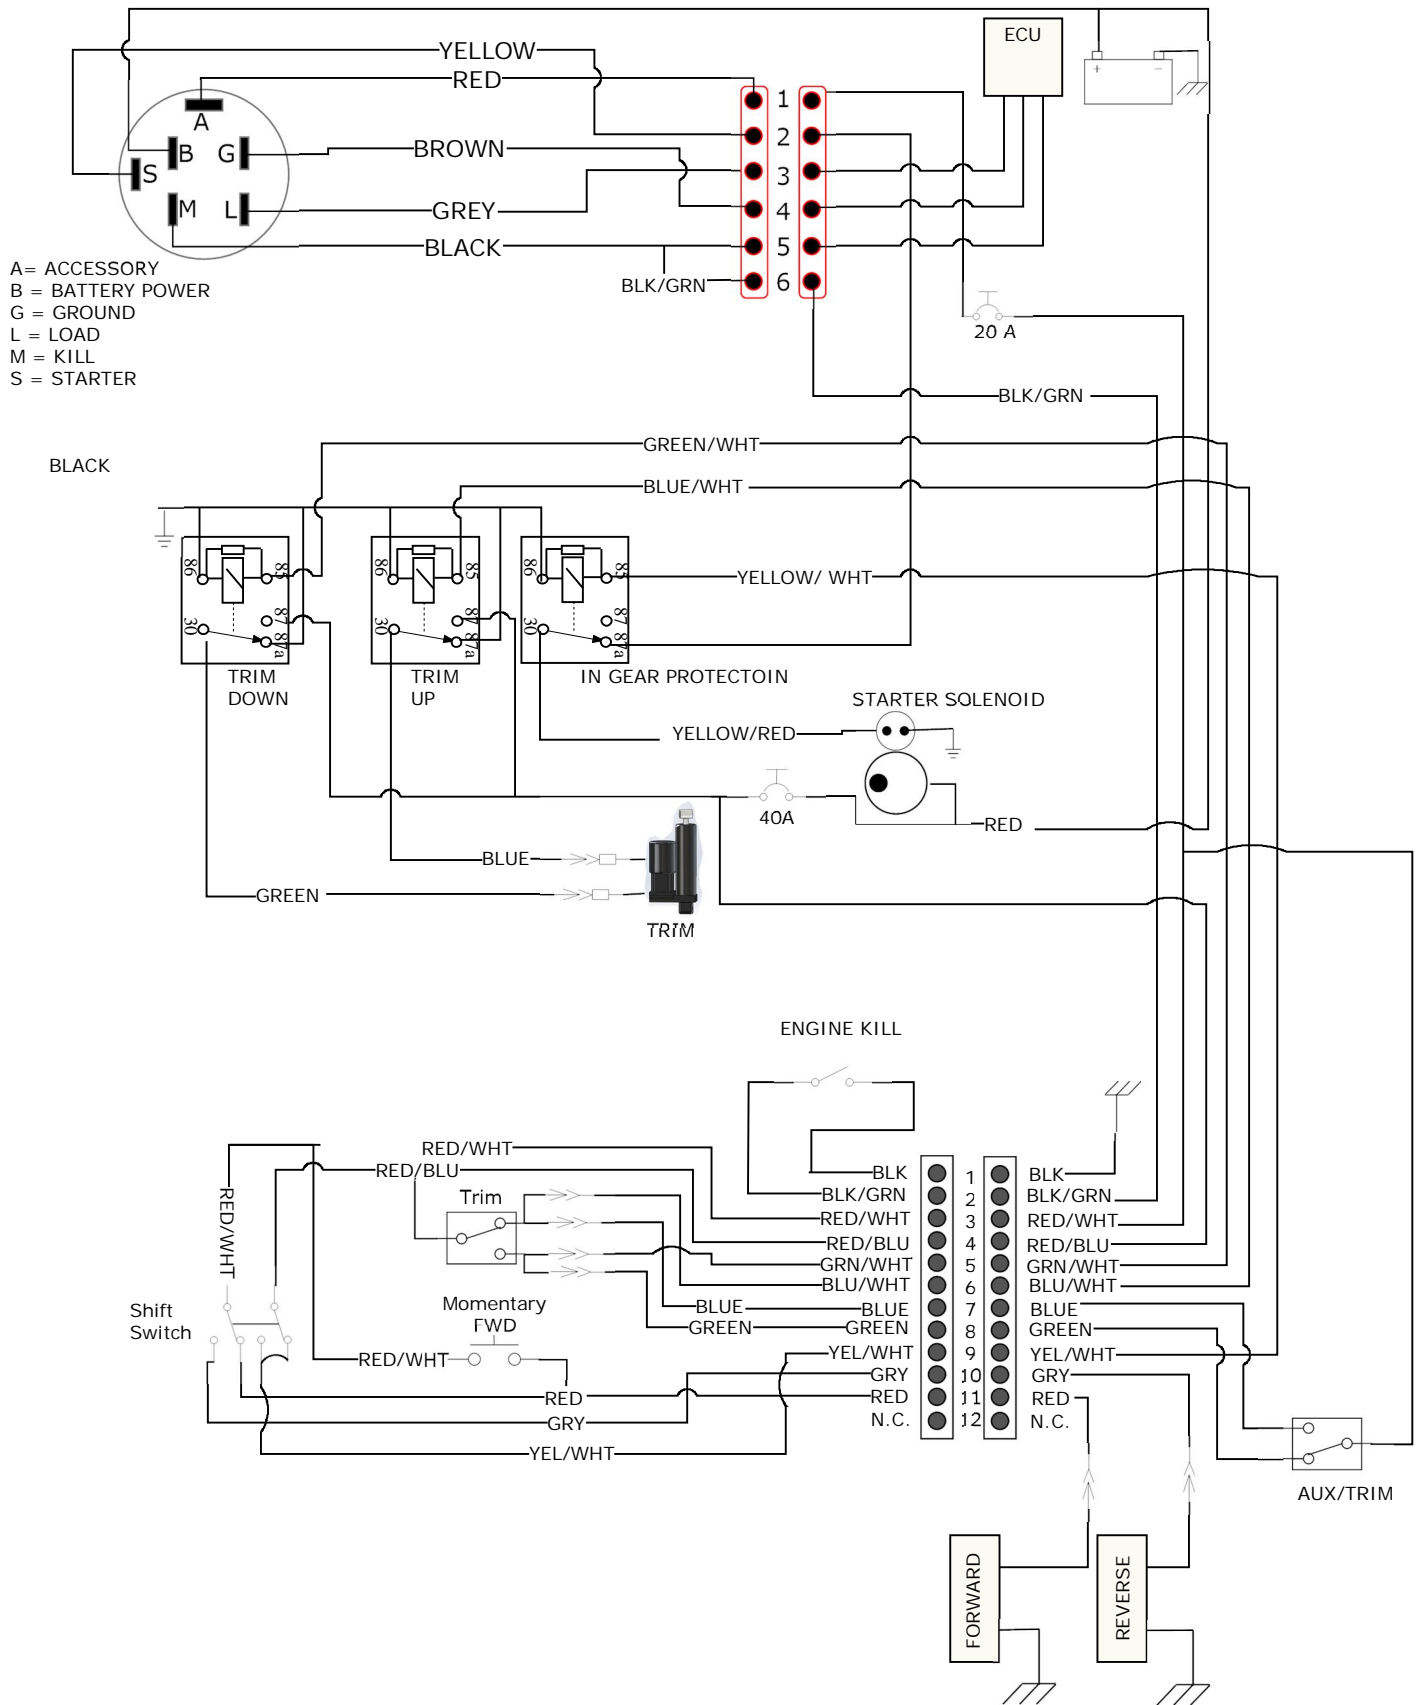 ECU
+
–
YELLOW
RED
A
1
B
G
2
BROWN
S
3
M
L
GREY
4
BLACK
5
BLK/GRN
6
A= ACCESSORY
B = BATTERY POWER
G = GROUND
L = LOAD
M = KILL
S = STARTER
20 A
BLK/GRN
GREEN/WHT
BLACK
BLUE/WHT
86
85
86
85
86
85
YELLOW/ WHT
30
87
87a
30
87
87a
30
87
87a
TRIM
DOWN
TRIM
UP
IN GEAR PROTECTOIN
STARTER SOLENOID
YELLOW/RED
40A
RED
BLUE
GREEN
TRIM
ENGINE KILL
RED/WHT
RED/BLU
RED/WHT
Trim
BLK
1
BLK
BLK/GRN
2
BLK/GRN
RED/WHT
3
RED/WHT
RED/BLU
4
RED/BLU
GRN/WHT
5
GRN/WHT
BLU/WHT
6
BLU/WHT
BLUE
BLUE
7
BLUE
GREEN
GREEN
8
GREEN
YEL/WHT
9
YEL/WHT
GRY
10
GRY
RED
11
RED
N.C.
12
N.C.
Shift
Switch
Momentary
FWD
RED/WHT
RED
GRY
YEL/WHT
AUX/TRIM
FORWARD
REVERSE